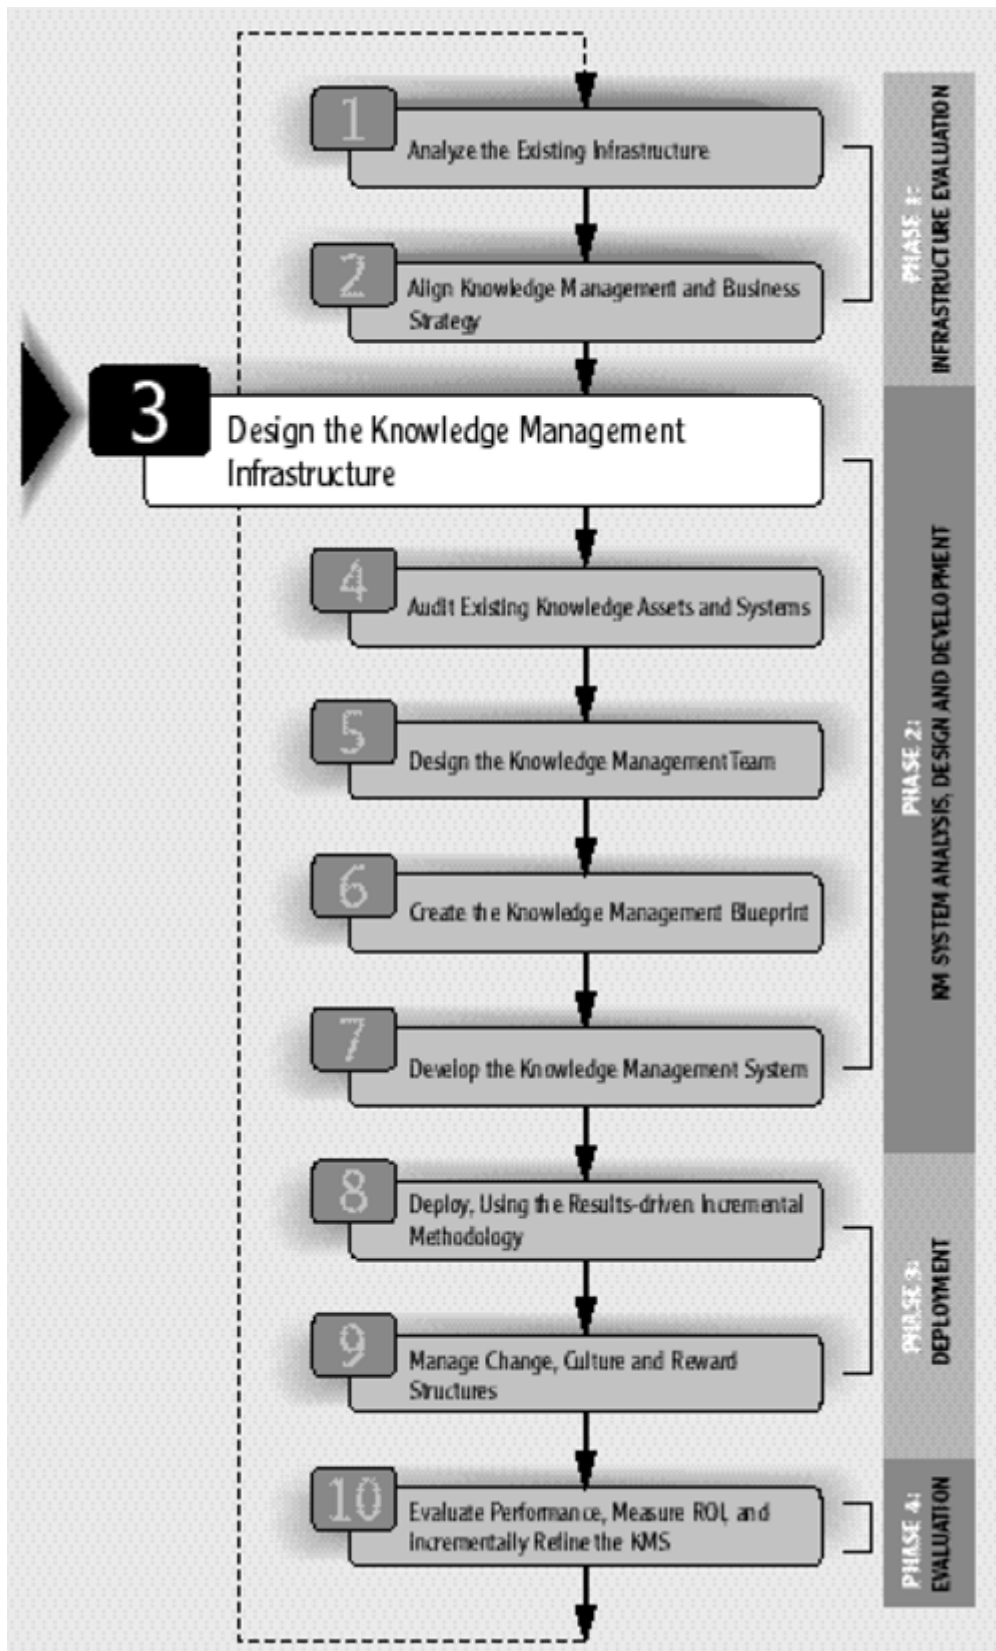 1
Analyze the Existing Infrastructure
2
Align Knowledge Management and Business
Strategy
3
Design the Knowledge Management
Infrastructure
4
Audit Existing Knowledge Assets and Systems
5
Design the Knowledge Management Team
6
Create the Knowledge Management Blueprint
7
Develop the Knowledge Management System
8
Deploy, Using the Results-driven Incremental
Methodology
9
Manage Change, Culture and Reward
Structures
10
Evaluate Performance, Measure ROI, and
Incrementally Refine the KMS
PHASE 1:
INFRASTRUCTURE EVALUATION
PHASE 2:
KM SYSTEM ANALYSIS, DESIGN AND DEVELOPMENT
PHASE 3:
DEPLOYMENT
PHASE 4:
EVALUATION